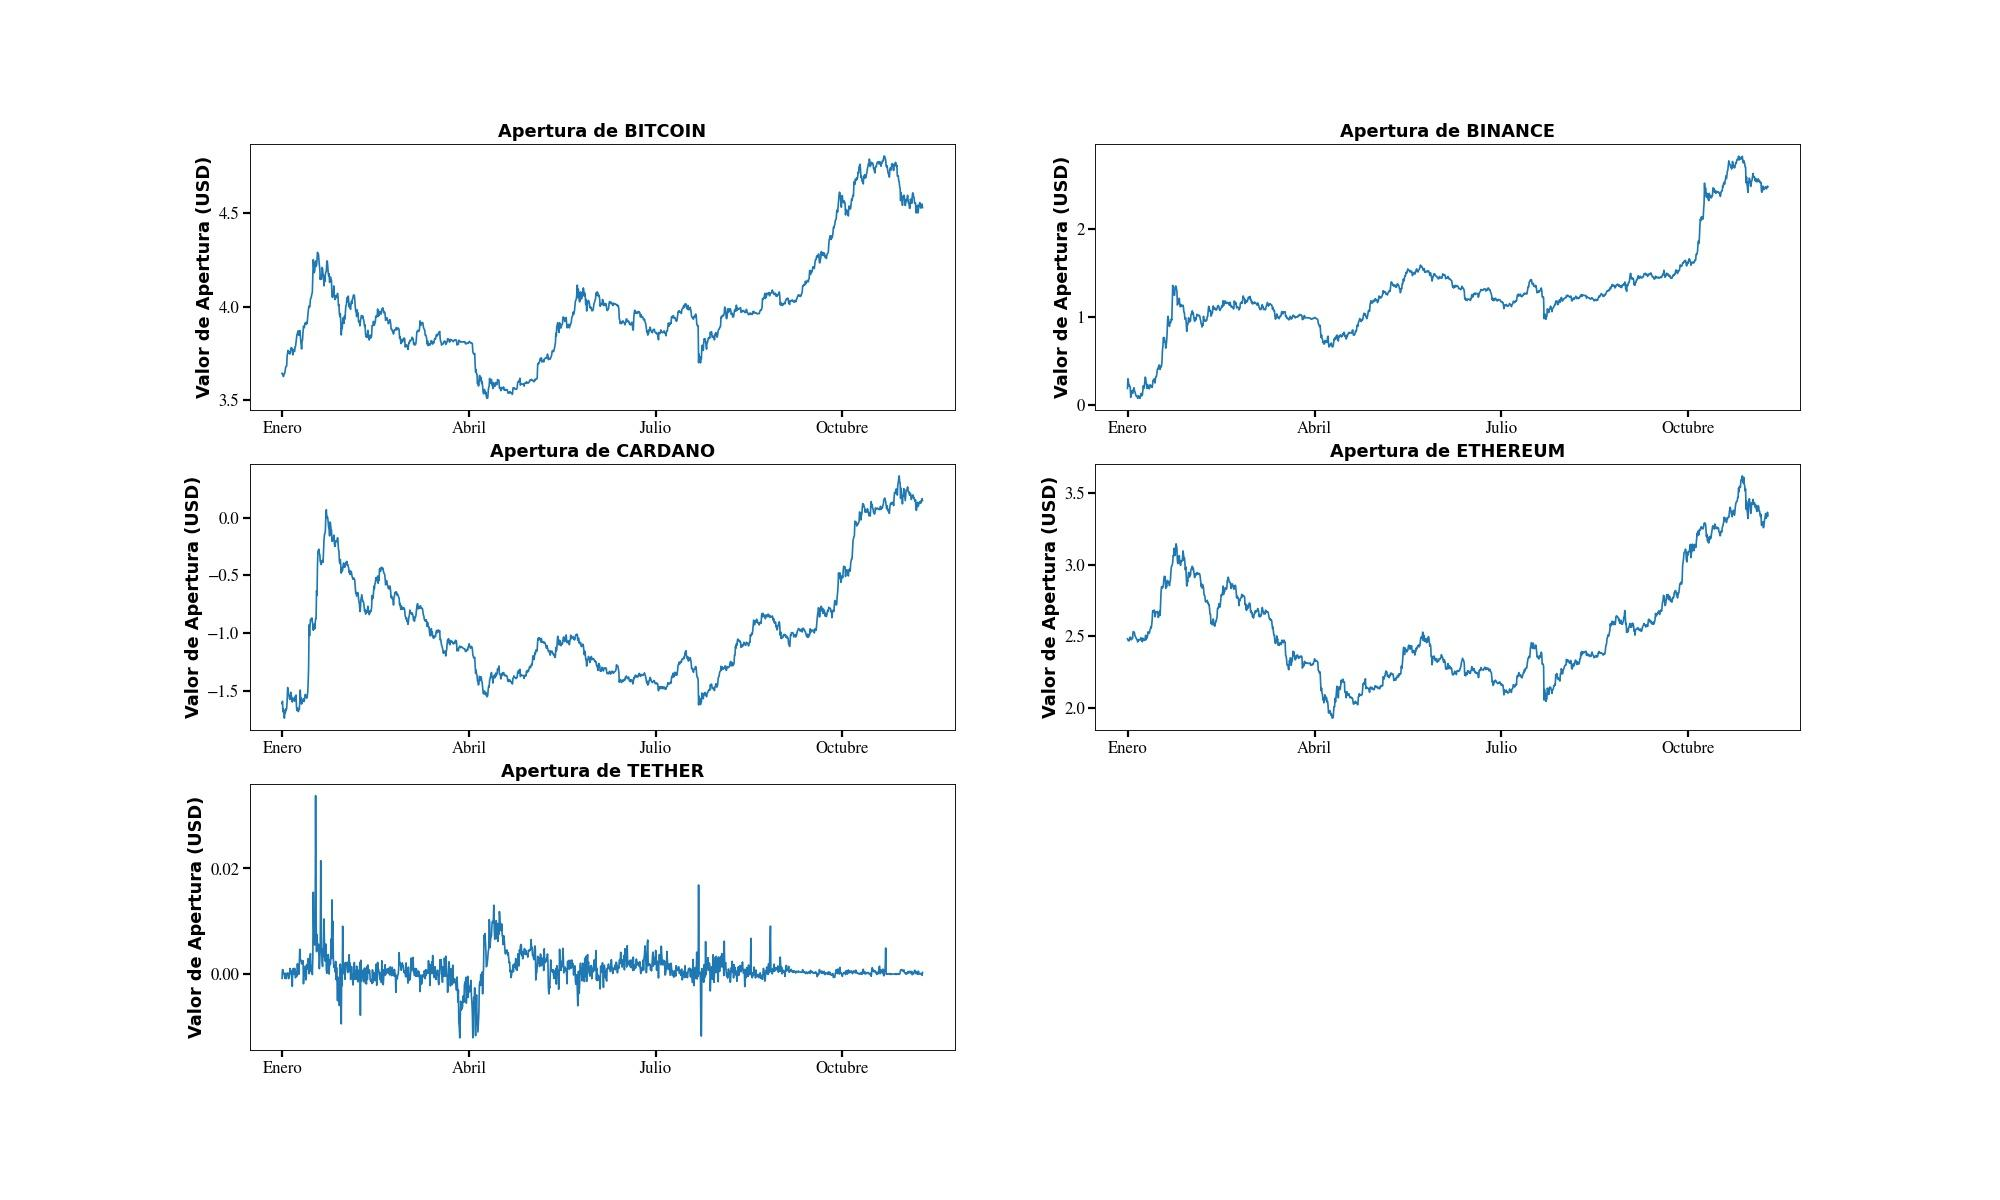 Apertura de BITCOIN
Valor de Apertura (USD)
4.5
4.0
3.5
Enero Abril Julio Octubre
Apertura de BINANCE
Valor de Apertura (USD)
2
1
0
Enero Abril Julio Octubre
Apertura de CARDANO
Valor de Apertura (USD)
0.0
−0.5
−1.0
−1.5
Enero Abril Julio Octubre
Apertura de ETHEREUM
Valor de Apertura (USD)
3.5
3.0
2.5
2.0
Enero Abril Julio Octubre
Apertura de TETHER
Valor de Apertura (USD)
0.02
0.00
Enero Abril Julio Octubre